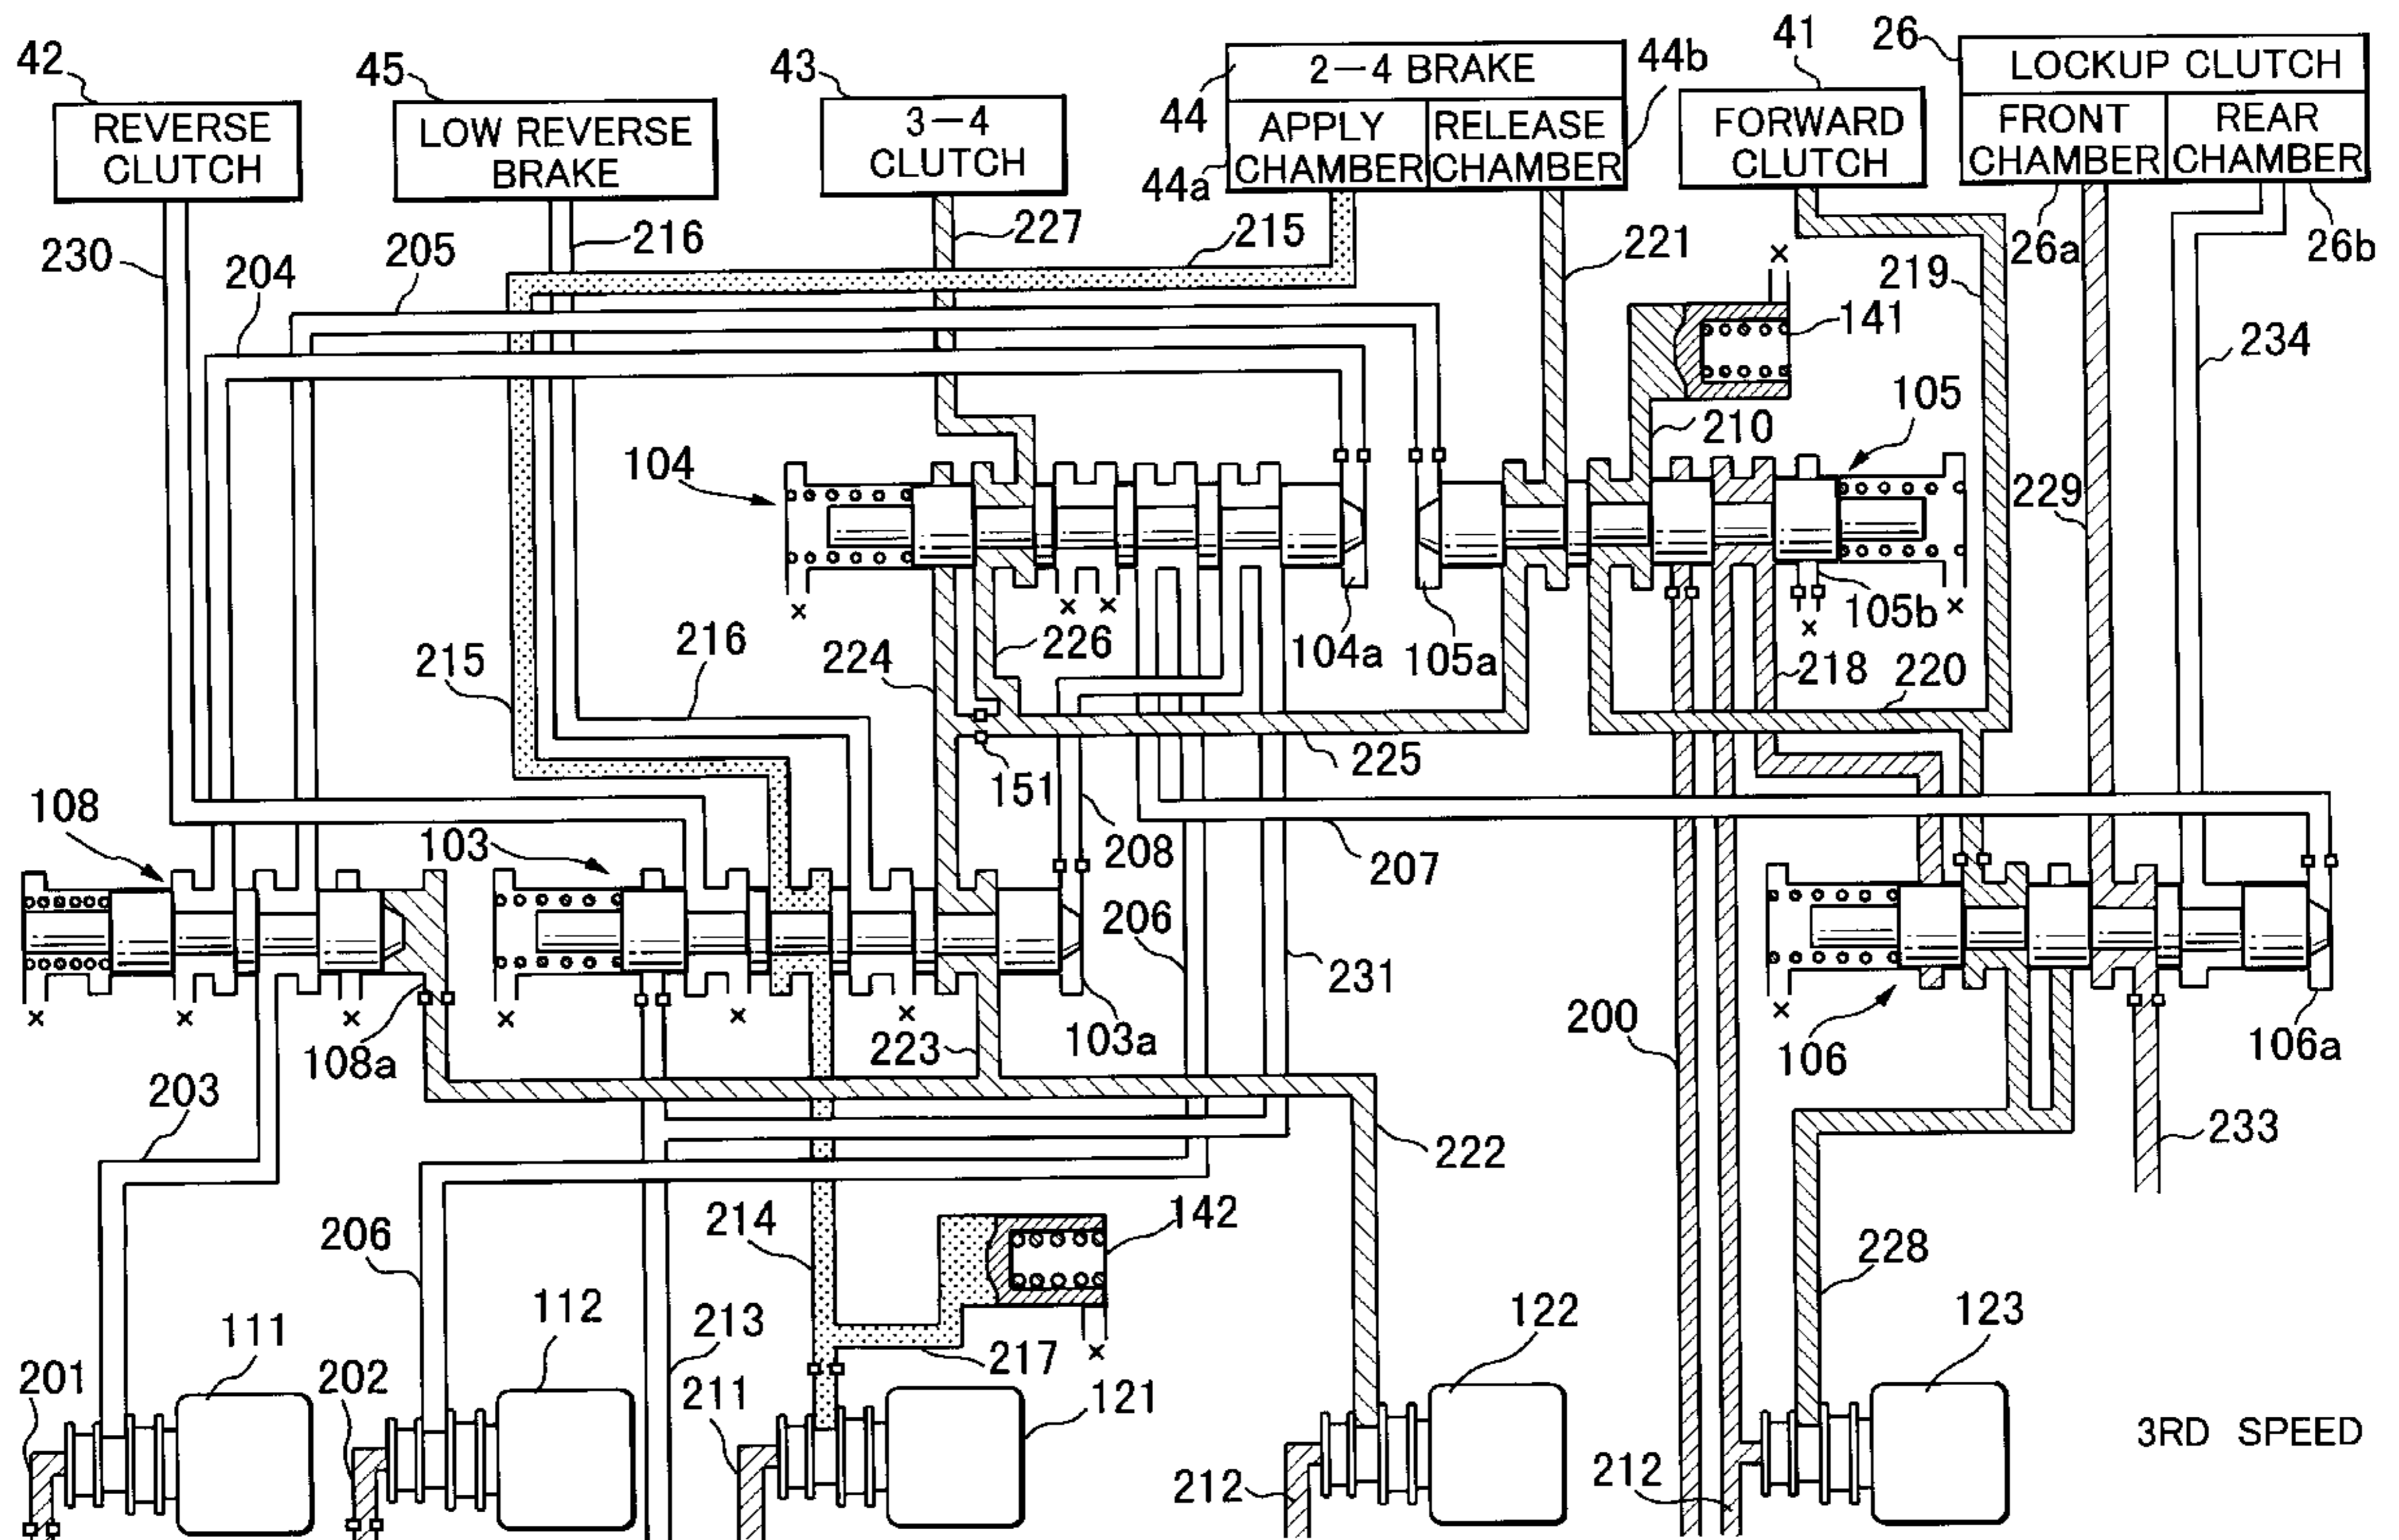 42
45
43
44
44a
44b
41
26
REVERSE
CLUTCH
LOW REVERSE
BRAKE
3–4
CLUTCH
2–4 BRAKE
APPLY
CHAMBER
RELEASE
CHAMBER
FORWARD
CLUTCH
LOCKUP CLUTCH
FRONT
CHAMBER
REAR
CHAMBER
230
216
227
215
221
26a
26b
204
205
219
x
141
234
105
210
104
229
x
x
x
104a
105a
x
105b
x
226
215
216
224
218
220
225
151
108
103
208
207
206
231
x
x
x
108a
x
x
x
223
103a
200
x
106
106a
203
222
233
206
214
142
228
111
112
213
217
x
122
123
201
202
211
121
212
212
3RD SPEED